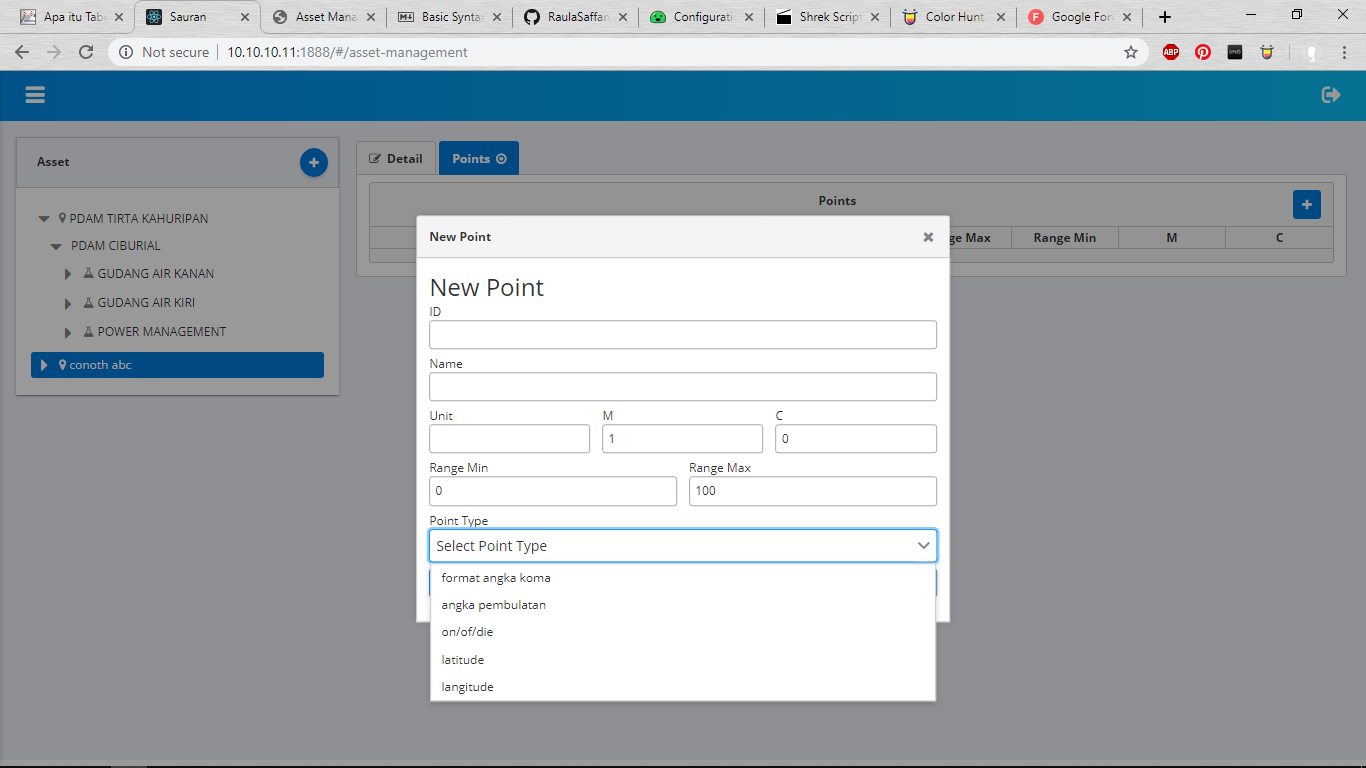 Apa itu Tab
Sauran
Asset Mana
Basic Synta
RaulaSaffan
Configuratio
Shrek Script
Color Hunt
Google Fon
Not secure
10.10.10.11:1888/#/asset-management
ABP
Asset
Detail
Points
PDAM TIRTA KAHURIPAN
PDAM CIBURIAL
GUDANG AIR KANAN
GUDANG AIR KIRI
POWER MANAGEMENT
conoth abc
Points
ge Max
Range Min
M
C
New Point
New Point
ID
Name
Unit
M
C
1
0
Range Min
Range Max
0
100
Point Type
Select Point Type
format angka koma
angka pembulatan
on/of/die
latitude
langitude